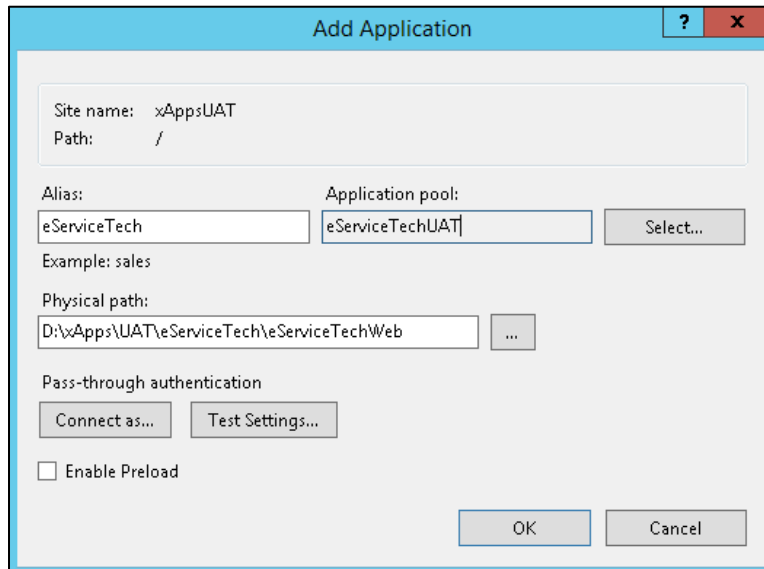 Add Application
? x
Site name: xAppsUAT
Path: /
Alias: Application pool:
eServiceTech eServiceTechUAT Select...
Example: sales
Physical path:
D:\xApps\UAT\eServiceTech\eServiceTechWeb ...
Pass-through authentication
Connect as... Test Settings...
Enable Preload
OK Cancel